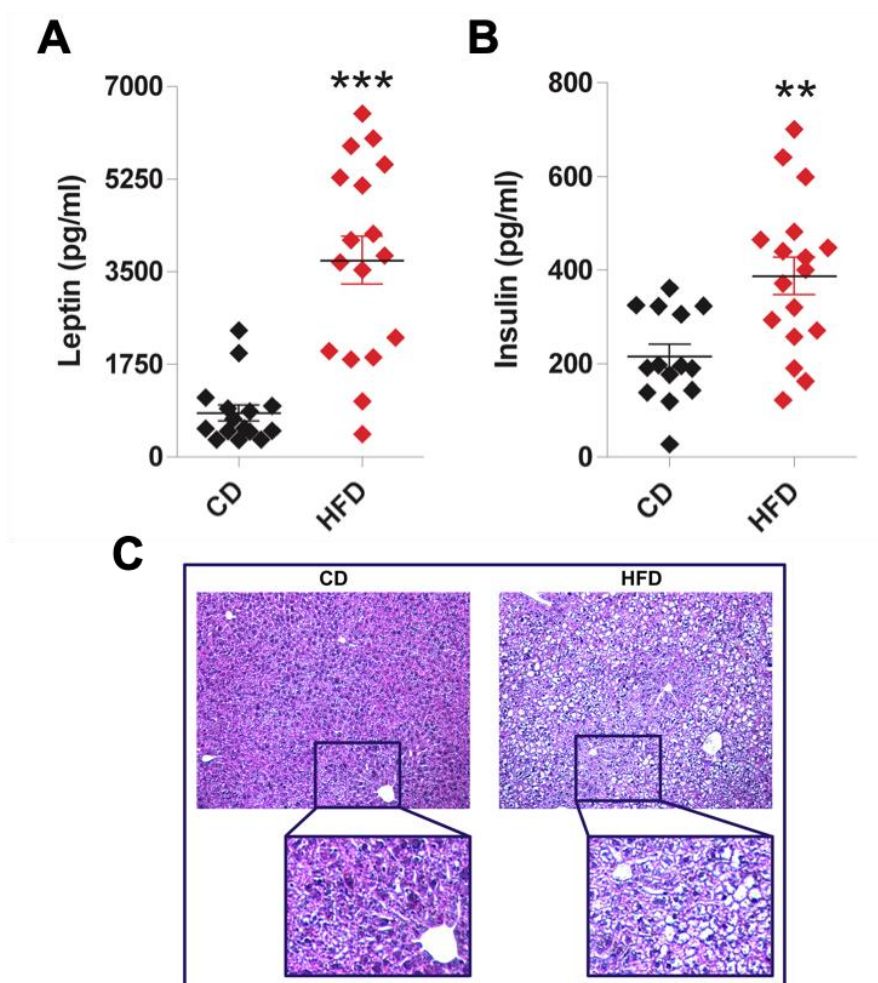 A
B
7000
5250
3500
1750
0
Leptin (pg/ml)
***
CD
HFD
800
600
400
200
0
Insulin (pg/ml)
**
CD
HFD
C
CD
HFD